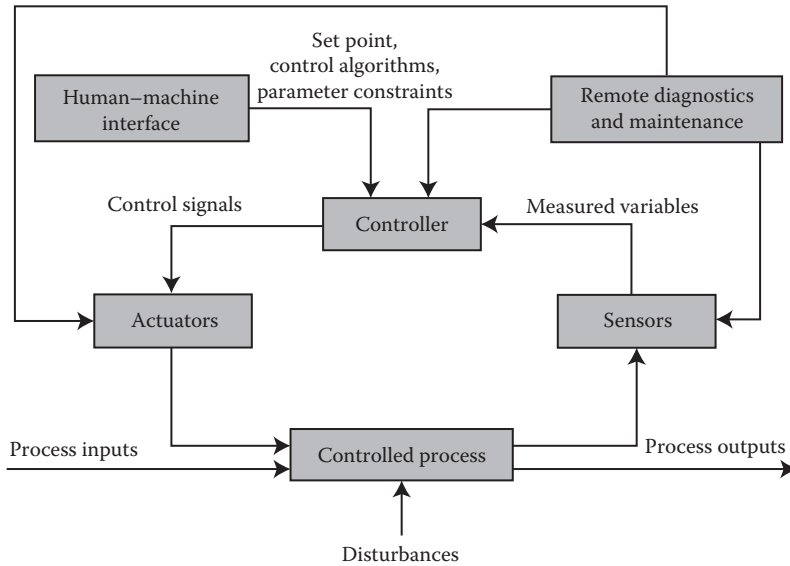 Set point,
control algorithms,
parameter constraints
Human–machine
interface
Remote diagnostics
and maintenance
Control signals
Controller
Measured variables
Actuators
Sensors
Process inputs
Controlled process
Process outputs
Disturbances